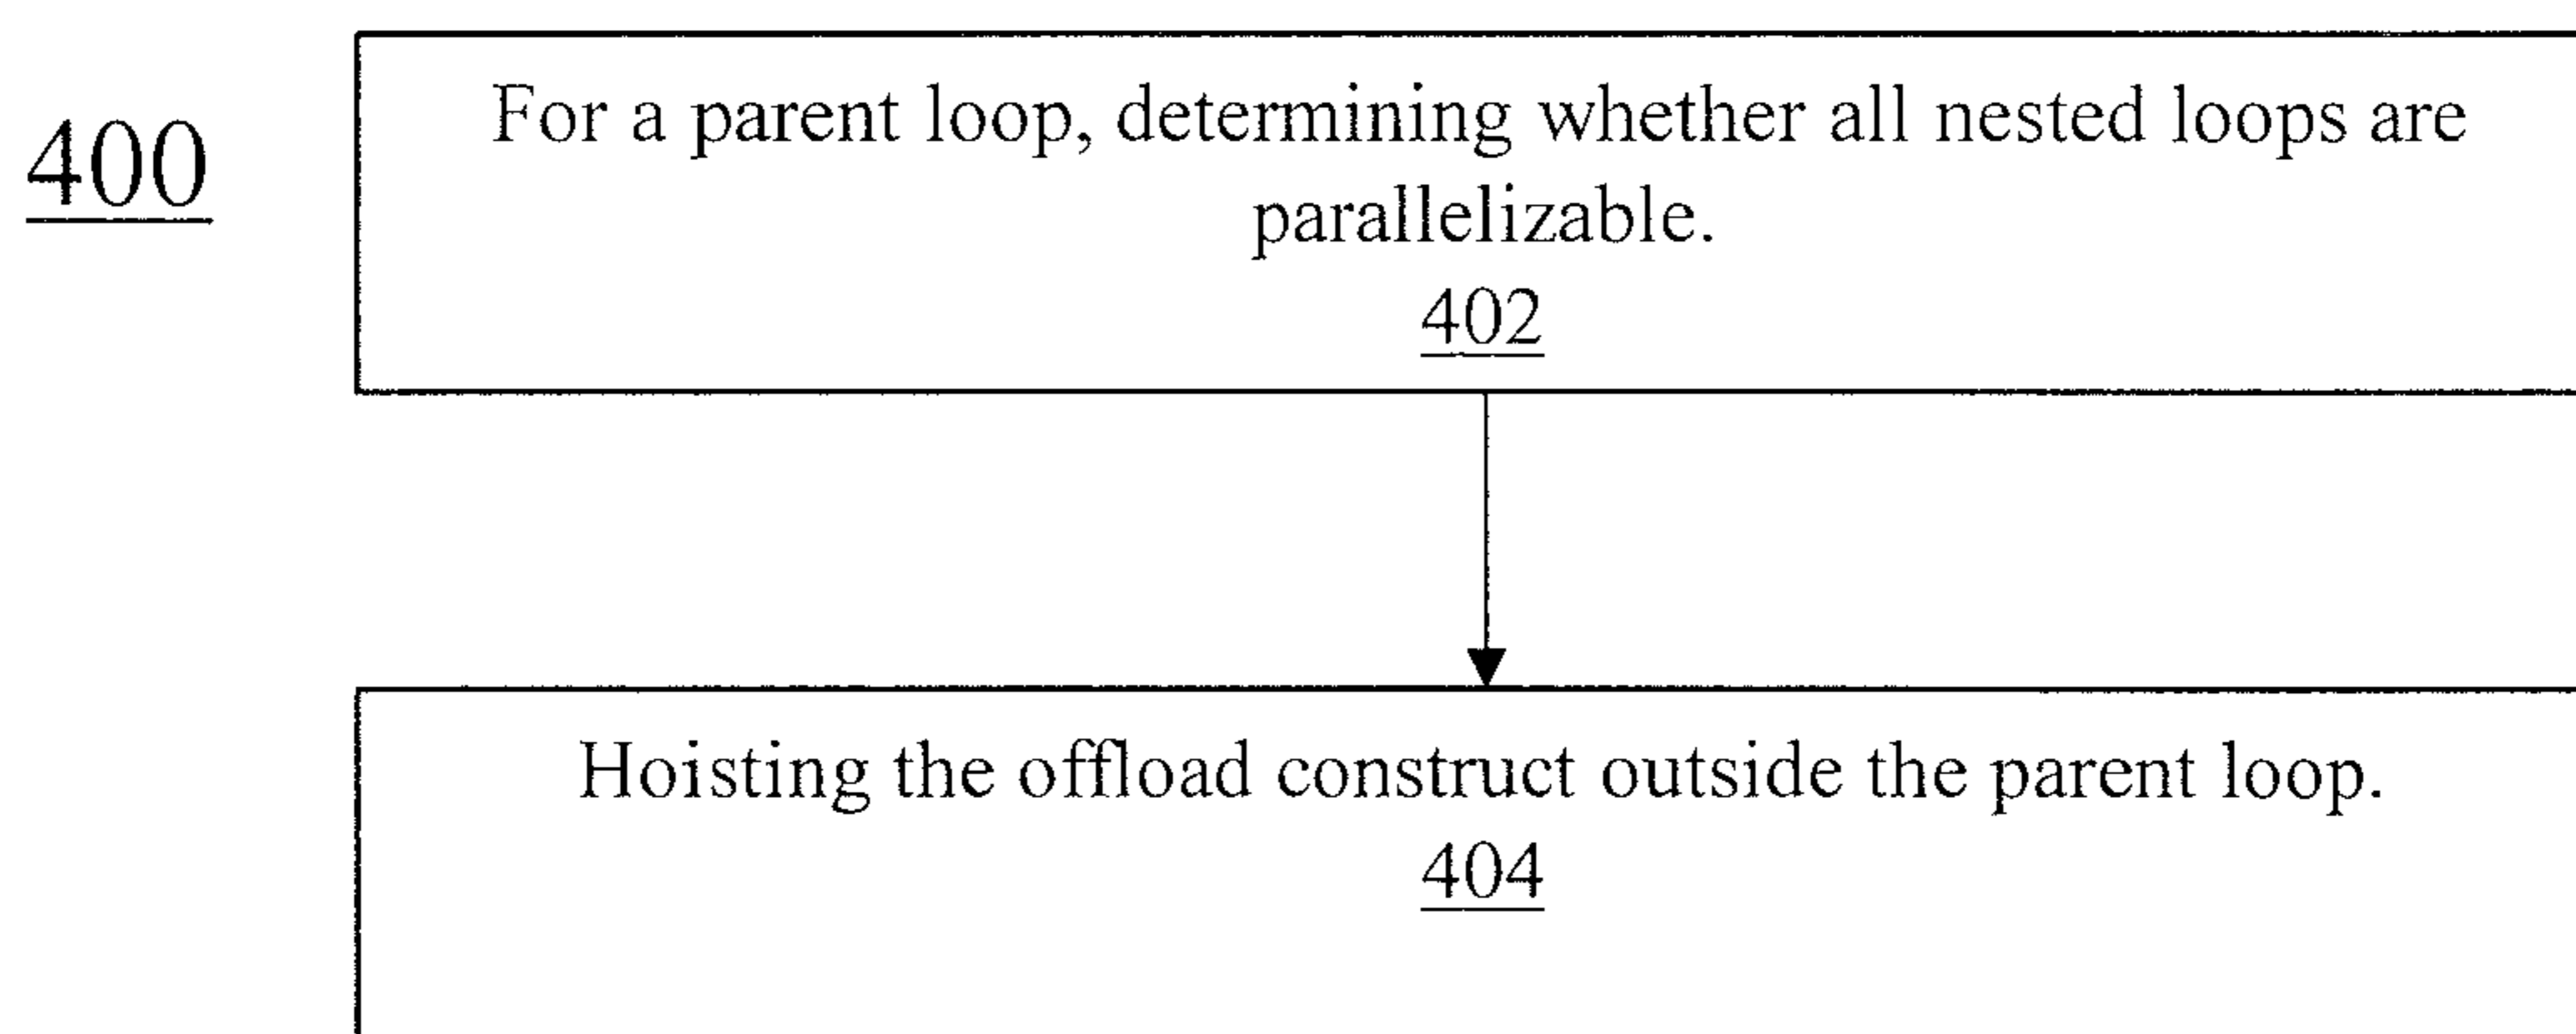 400
For a parent loop, determining whether all nested loops are
parallelizable.
402
Hoisting the offload construct outside the parent loop.
404